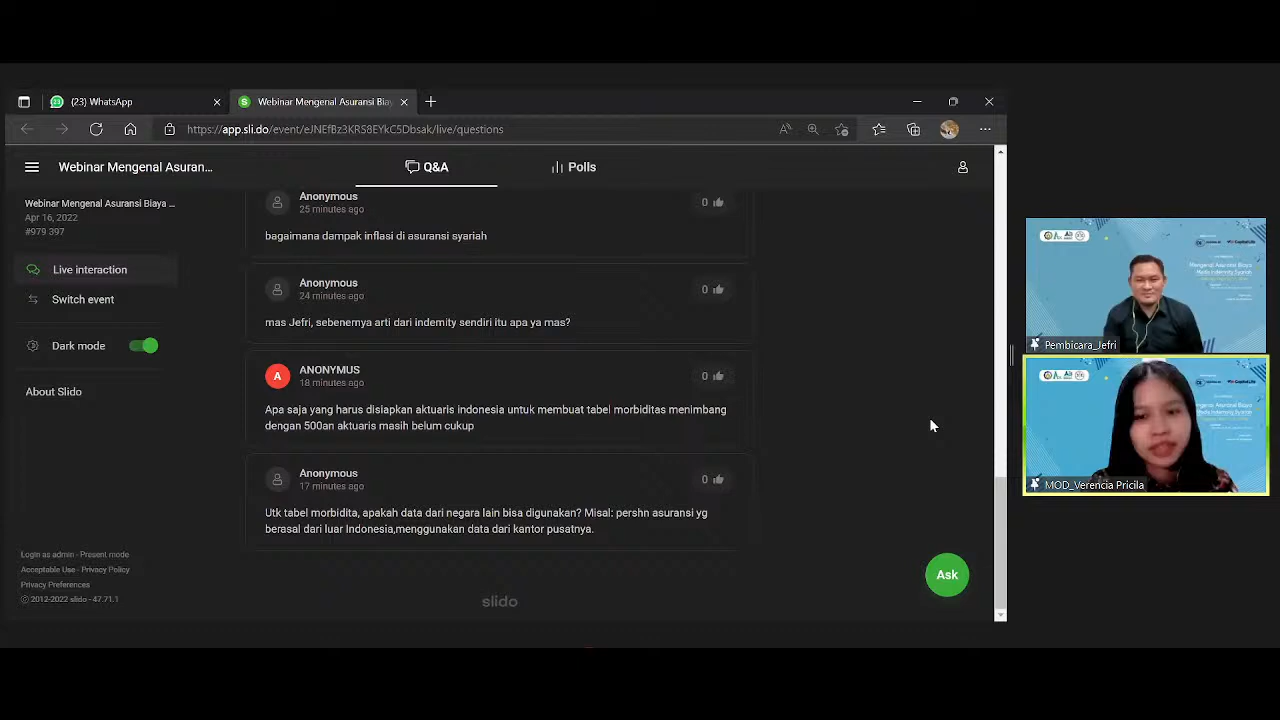 (23) WhatsApp
Webinar Mengenal Asuransi Bia
https://app.sli.do/event/eJNEfBz3KRS8EYkC5Dbsak/live/questions
Webinar Mengenal Asuran...
Q&A
Polls
Webinar Mengenal Asuransi Biaya ...
Apr 16, 2022
#979 397
Live interaction
Switch event
Dark mode
About Slido
Login as admin - Present mode
Acceptable Use - Privacy Policy
Privacy Preferences
© 2012-2022 slido - 47.71.1
Anonymous
25 minutes ago
0
bagaimana dampak inflasi di asuransi syariah
Anonymous
24 minutes ago
0
mas Jefri, sebenernya arti dari indemity sendiri itu apa ya mas?
A
ANONYMUS
18 minutes ago
0
Apa saja yang harus disiapkan aktuaris indonesia untuk membuat tabel morbiditas menimbang
dengan 500an aktuaris masih belum cukup
Anonymous
17 minutes ago
0
Utk tabel morbidita, apakah data dari negara lain bisa digunakan? Misal: pershn asuransi yg
berasal dari luar Indonesia,menggunakan data dari kantor pusatnya.
Ask
slido
Mengenal Asuransi Biaya
Medis Indemnity Syariah
Pembicara_Jefri
MOD_Verencia Pricila